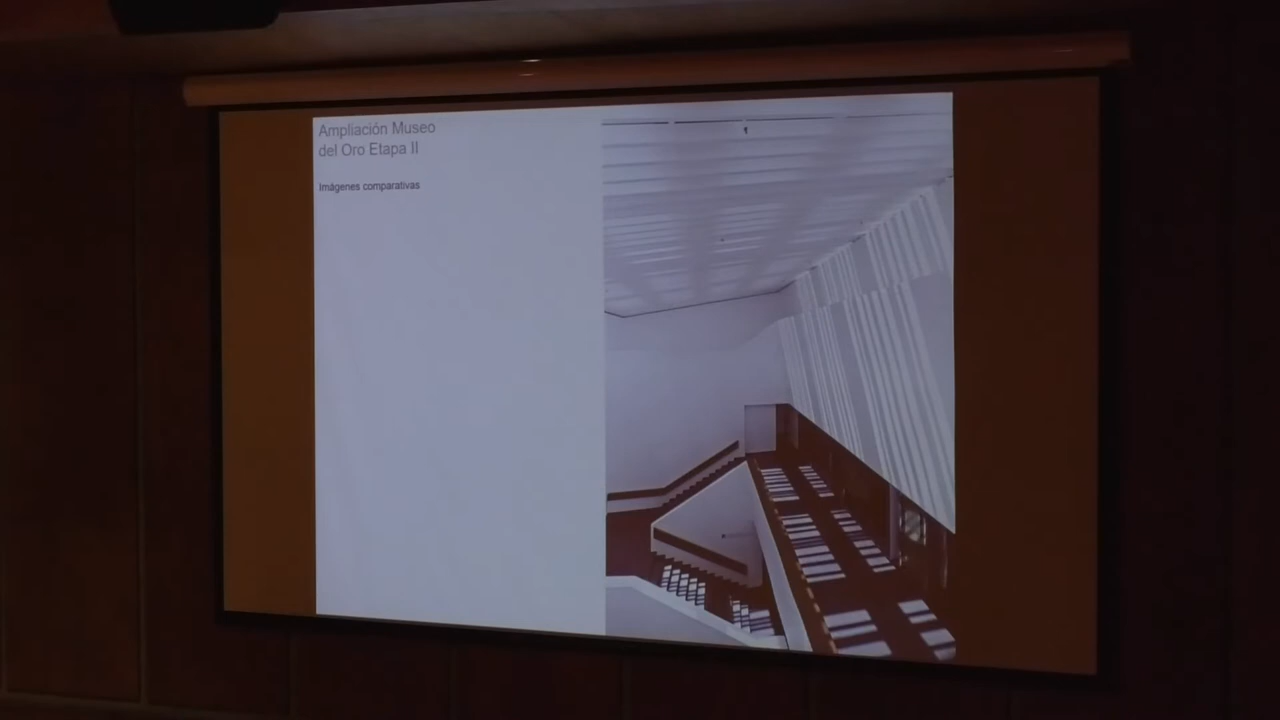 Ampliación Museo
del Oro Etapa II
Imágenes comparativas